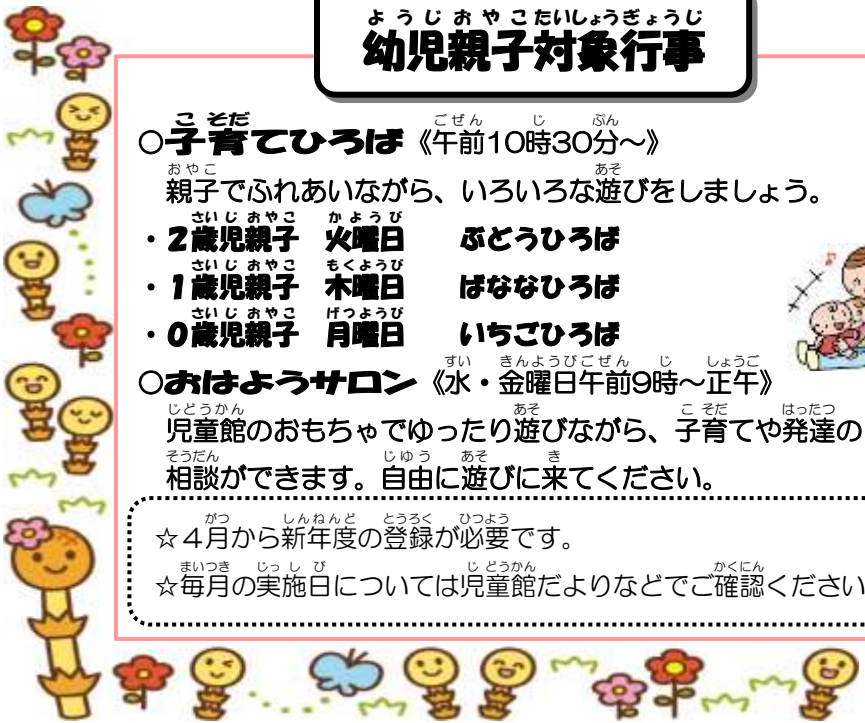 幼児親子対象行事
○子育てひろば《午前10時30分~》
親子でふれあいながら、いろいろな遊びをしましょう。
・2歳児親子 火曜日 ぶどうひろば
・1歳児親子 木曜日 ばななひろば
・0歳児親子 月曜日 いちごひろば
○おはようサロン《水・金曜日午前9時~正午》
児童館のおもちゃでゆったり遊びながら、子育てや発達の
相談ができます。自由に遊びに来てください。
☆4月から新年度の登録が必要です。
☆毎月の実施日については児童館だよりなどでご確認ください